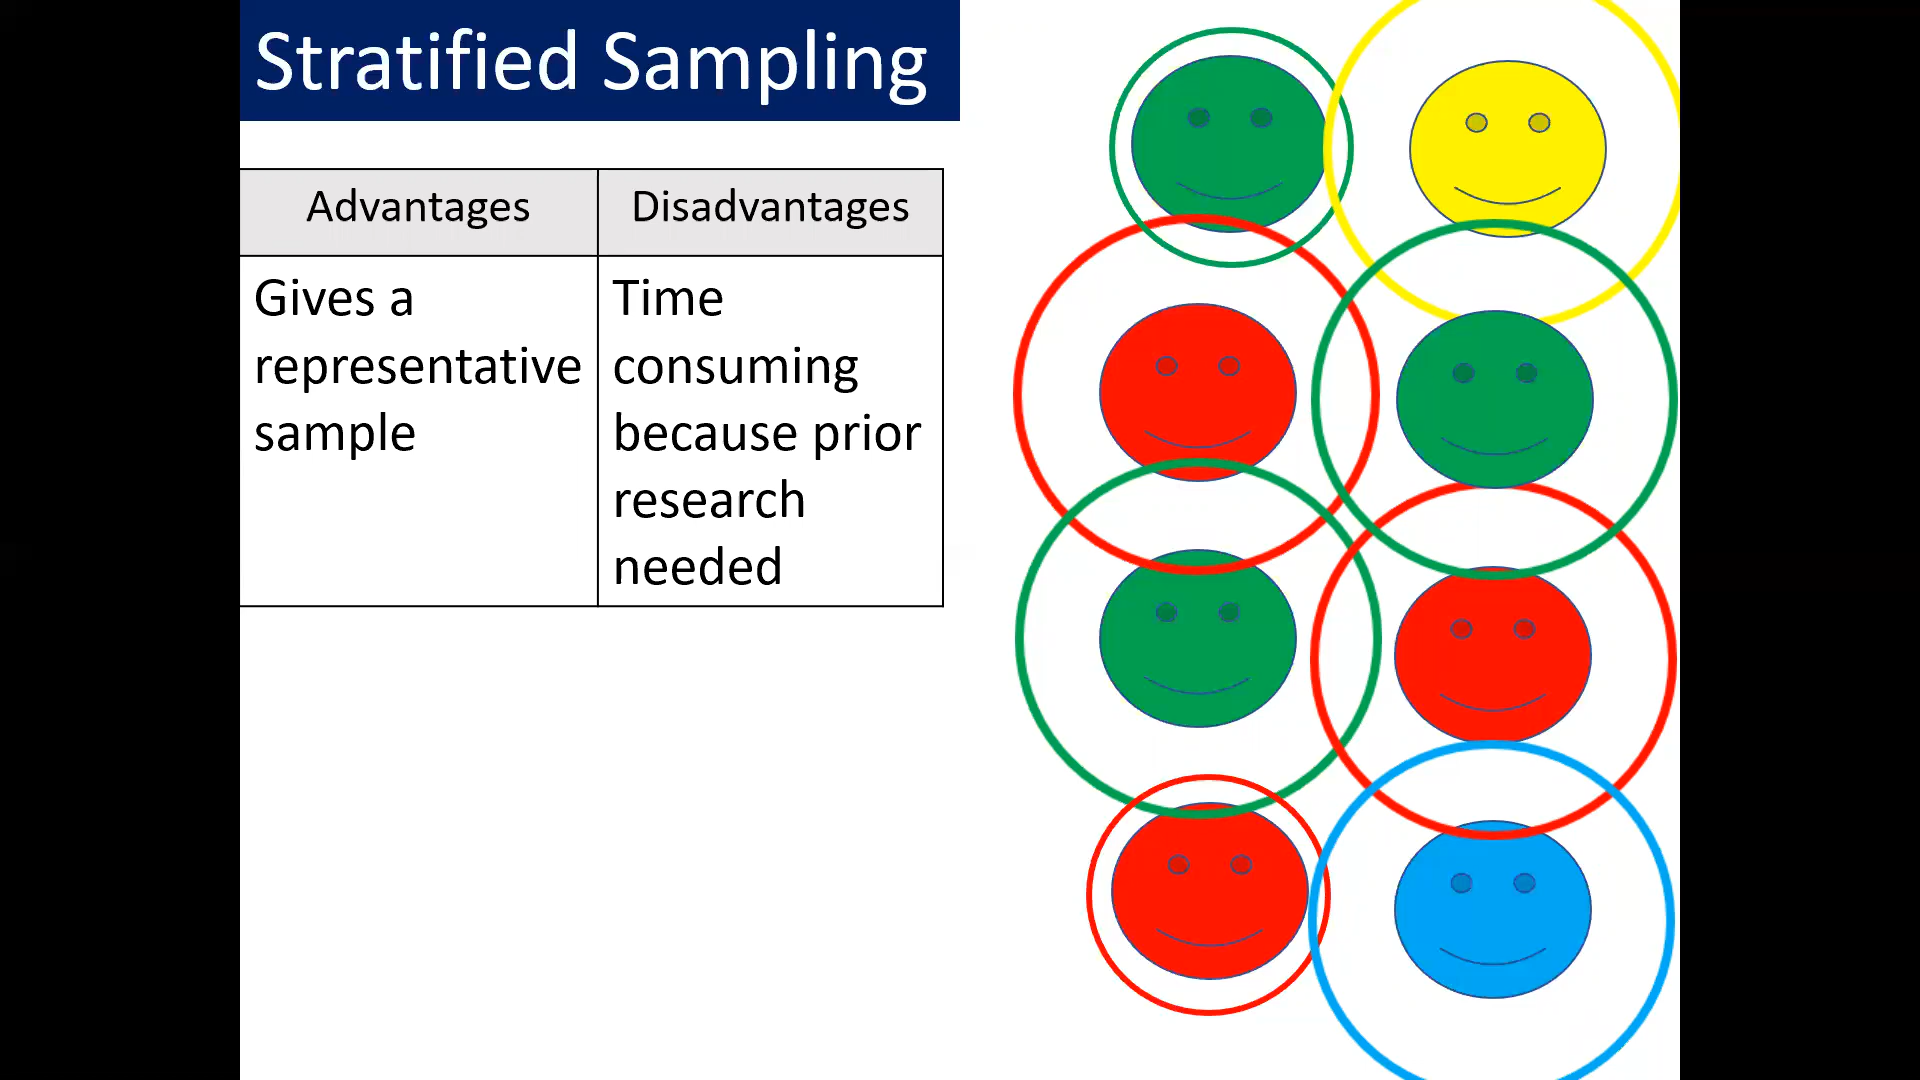 Stratified Sampling
Advantages
Disadvantages
Gives a
representative
sample
Time
consuming
because prior
research
needed